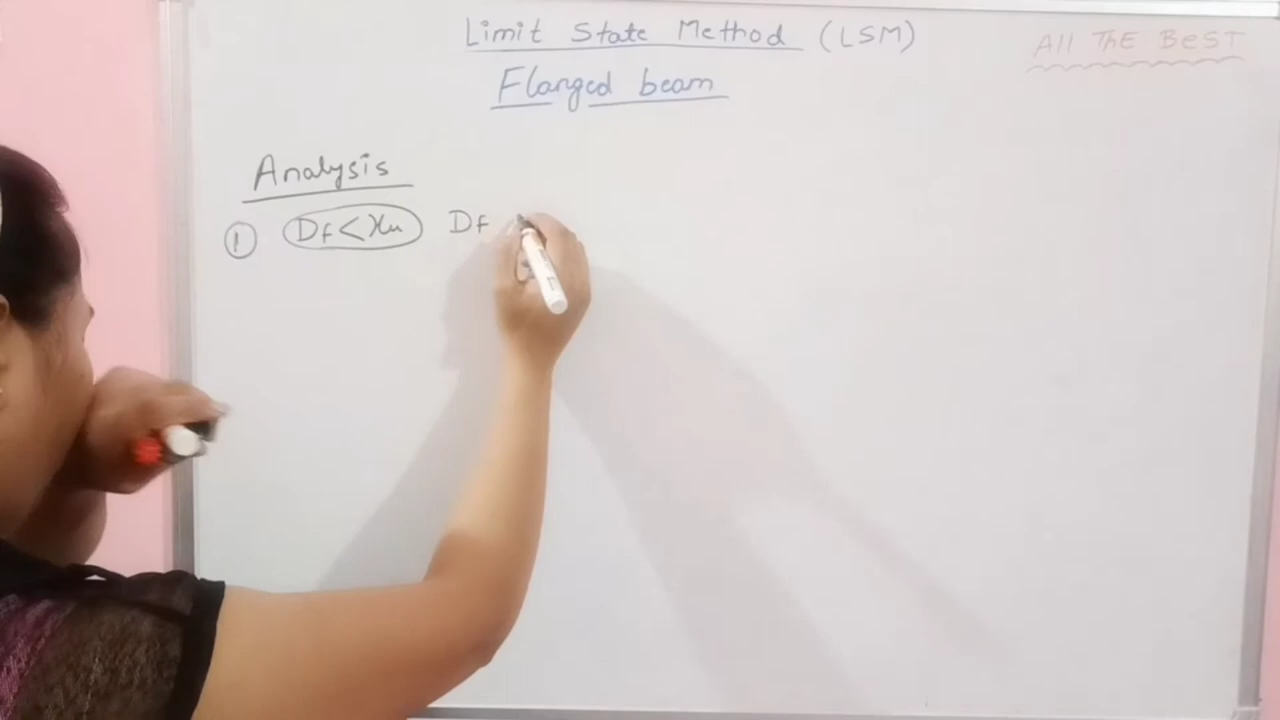 Limit State Method (LSM)
All THE BeST
Flanged beam
Analysis
① Df < xu Df